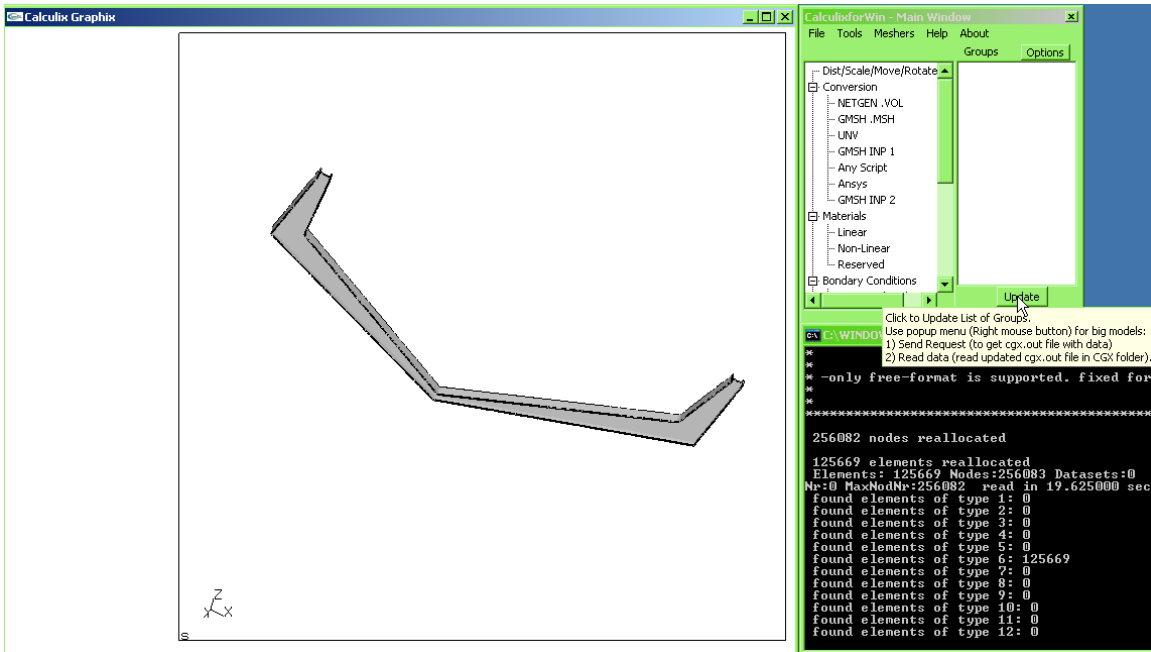 Calculix Graphix
Z
X
S
CalculixforWin - Main Window
File Tools Meshers Help About
Groups Options
Dist/Scale/Move/Rotate
Conversion
NETGEN .VOL
GMSH .MSH
UNV
GMSH INP 1
Any Script
Ansys
GMSH INP 2
Materials
Linear
Non-Linear
Reserved
Bondary Conditions
Update
Click to Update List of Groups.
Use popup menu (Right mouse button) for big models:
1) Send Request (to get cgx.out file with data)
2) Read data (read updated cgx.out file in CGX folder).
C:\WINDO
*
*
* -only free-format is supported. fixed for
*
*
************************************************
256082 nodes reallocated
125669 elements reallocated
Elements: 125669 Nodes:256083 Datasets:0
Nr:0 MaxNodNr:256082 read in 19.625000 sec
found elements of type 1: 0
found elements of type 2: 0
found elements of type 3: 0
found elements of type 4: 0
found elements of type 5: 0
found elements of type 6: 125669
found elements of type 7: 0
found elements of type 8: 0
found elements of type 9: 0
found elements of type 10: 0
found elements of type 11: 0
found elements of type 12: 0